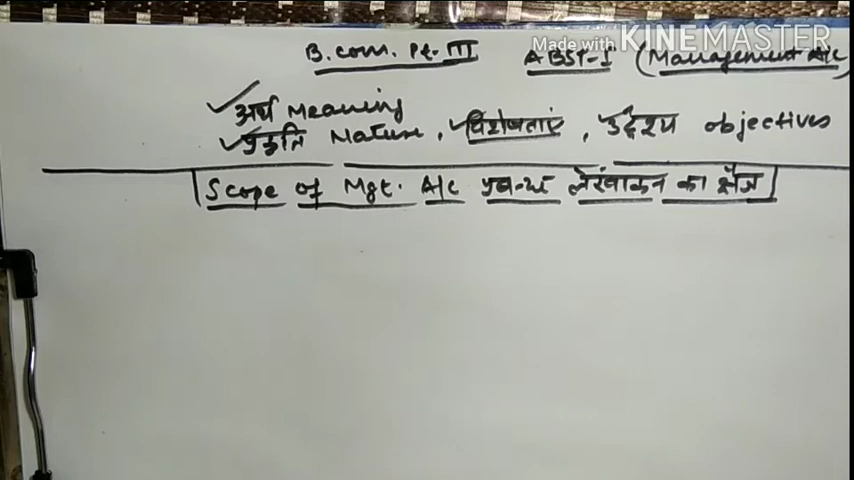 Made with KINEMASTER
B.com. Pt. III ABST-I (Management A/c)
अर्थ Meaning
प्रकृति Nature, विशेषताएं, उद्देश्य objectives
Scope of Mgt. A/c प्रबन्ध लेखांकन का क्षेत्र